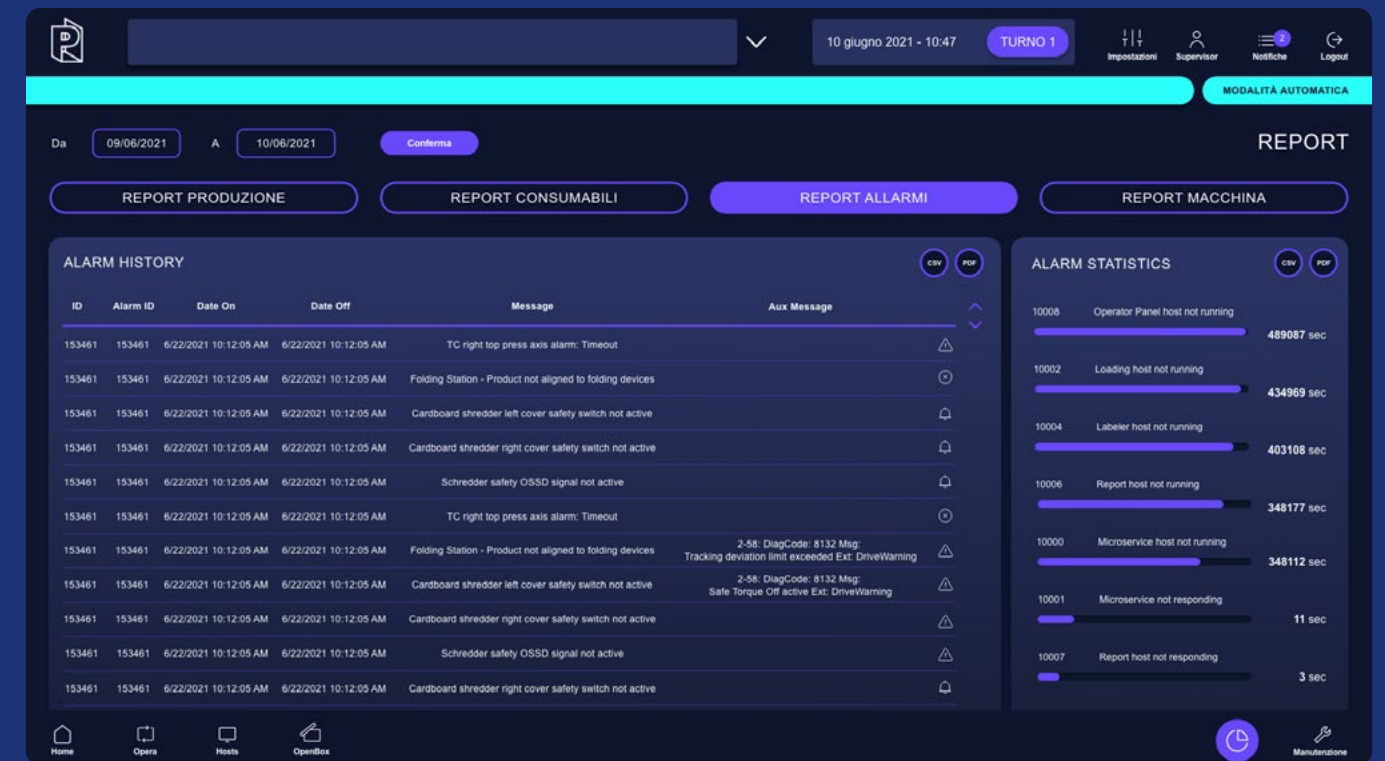 10 giugno 2021 - 10:47 TURNO 1 Impostazioni Supervisor 2 Notifiche Logout
MODALITÀ AUTOMATICA
Da 09/06/2021 A 10/06/2021 Conferma REPORT
REPORT PRODUZIONE REPORT CONSUMABILI REPORT ALLARMI REPORT MACCHINA
ALARM HISTORY CSV PDF
ID Alarm ID Date On Date Off Message Aux Message
153461 153461 6/22/2021 10:12:05 AM 6/22/2021 10:12:05 AM TC right top press axis alarm: Timeout
153461 153461 6/22/2021 10:12:05 AM 6/22/2021 10:12:05 AM Folding Station - Product not aligned to folding devices
153461 153461 6/22/2021 10:12:05 AM 6/22/2021 10:12:05 AM Cardboard shredder left cover safety switch not active
153461 153461 6/22/2021 10:12:05 AM 6/22/2021 10:12:05 AM Cardboard shredder right cover safety switch not active
153461 153461 6/22/2021 10:12:05 AM 6/22/2021 10:12:05 AM Schredder safety OSSD signal not active
153461 153461 6/22/2021 10:12:05 AM 6/22/2021 10:12:05 AM TC right top press axis alarm: Timeout
153461 153461 6/22/2021 10:12:05 AM 6/22/2021 10:12:05 AM Folding Station - Product not aligned to folding devices 2-58: DiagCode: 8132 Msg:
Tracking deviation limit exceeded Ext: DriveWarning
153461 153461 6/22/2021 10:12:05 AM 6/22/2021 10:12:05 AM Cardboard shredder left cover safety switch not active 2-58: DiagCode: 8132 Msg:
Safe Torque Off active Ext: DriveWarning
153461 153461 6/22/2021 10:12:05 AM 6/22/2021 10:12:05 AM Cardboard shredder right cover safety switch not active
153461 153461 6/22/2021 10:12:05 AM 6/22/2021 10:12:05 AM Schredder safety OSSD signal not active
153461 153461 6/22/2021 10:12:05 AM 6/22/2021 10:12:05 AM Cardboard shredder right cover safety switch not active
ALARM STATISTICS CSV PDF
10008 Operator Panel host not running
489087 sec
10002 Loading host not running
434969 sec
10004 Labeler host not running
403108 sec
10006 Report host not running
348177 sec
10000 Microservice host not running
348112 sec
10001 Microservice not responding
11 sec
10007 Report host not responding
3 sec
Home Opera Hosts OpenBox Manutenzione